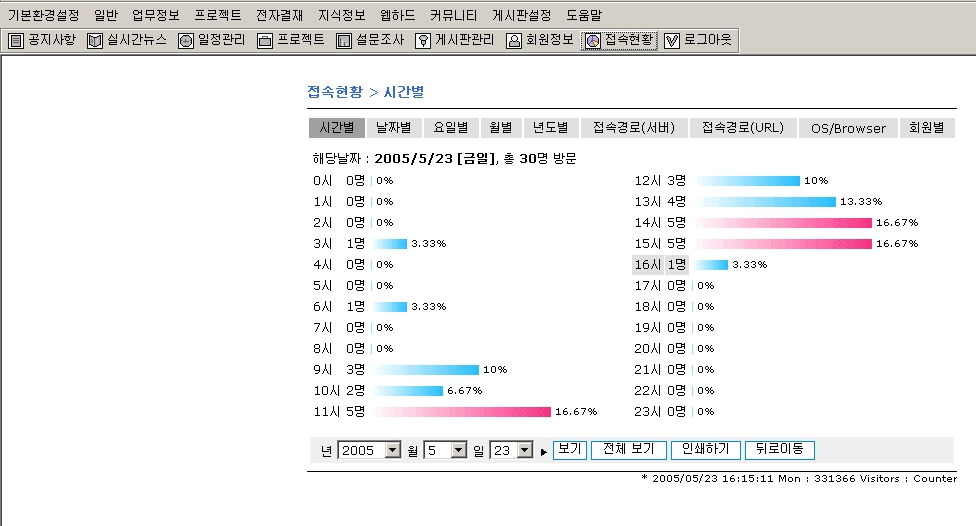 기본환경설정 일반 업무정보 프로젝트 전자결재 지식정보 웹하드 커뮤니티 게시판설정 도움말
공지사항 실시간뉴스 일정관리 프로젝트 설문조사 게시판관리 회원정보 접속현황 로그아웃
접속현황 > 시간별
시간별 날짜별 요일별 월별 년도별 접속경로(서버) 접속경로(URL) OS/Browser 회원별
해당날짜 : 2005/5/23 [금일], 총 30명 방문
0시 0명 0%
1시 0명 0%
2시 0명 0%
3시 1명 3.33%
4시 0명 0%
5시 0명 0%
6시 1명 3.33%
7시 0명 0%
8시 0명 0%
9시 3명 10%
10시 2명 6.67%
11시 5명 16.67%
12시 3명 10%
13시 4명 13.33%
14시 5명 16.67%
15시 5명 16.67%
16시 1명 3.33%
17시 0명 0%
18시 0명 0%
19시 0명 0%
20시 0명 0%
21시 0명 0%
22시 0명 0%
23시 0명 0%
년 2005 월 5 일 23 보기 전체 보기 인쇄하기 뒤로이동
* 2005/05/23 16:15:11 Mon : 331366 Visitors : Counter